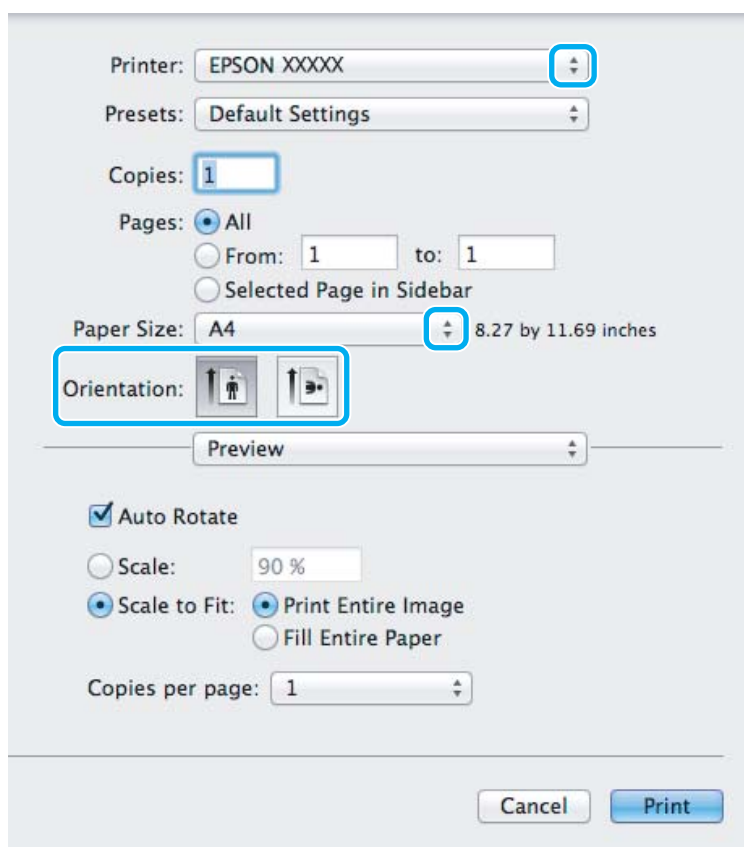 Printer: EPSON XXXXX
Presets: Default Settings
Copies: 1
Pages: All
From: 1 to: 1
Selected Page in Sidebar
Paper Size: A4 8.27 by 11.69 inches
Orientation:
Preview
Auto Rotate
Scale: 90 %
Scale to Fit: Print Entire Image
Fill Entire Paper
Copies per page: 1
Cancel Print